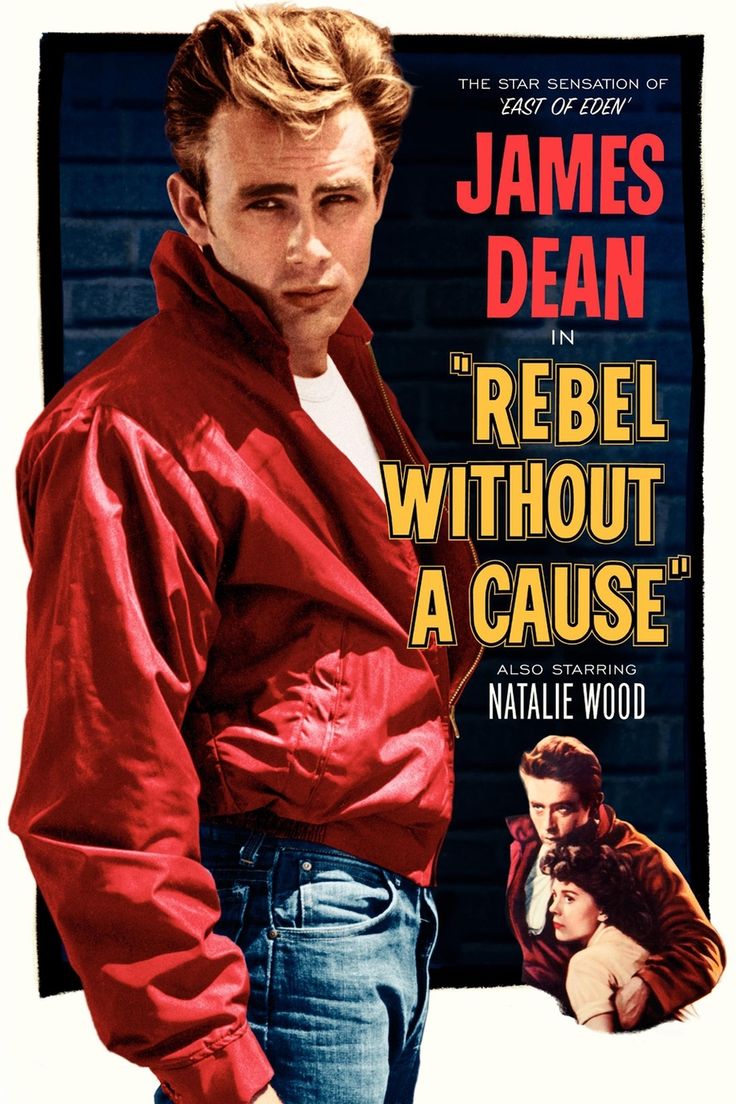 THE STAR SENSATION OF
'EAST OF EDEN'
JAMES
DEAN
IN
"REBEL
WITHOUT
A CAUSE"
ALSO STARRING
NATALIE WOOD